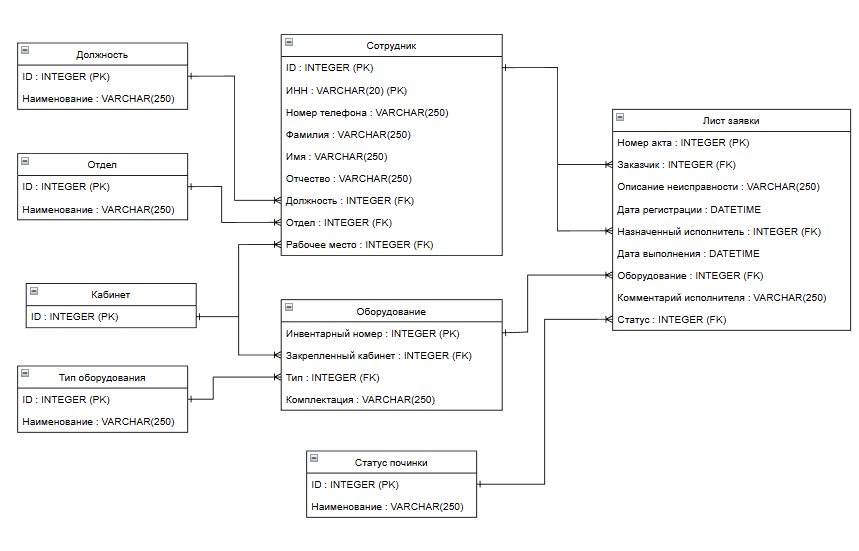 Должность
ID : INTEGER (PK)
Наименование : VARCHAR(250)
Отдел
ID : INTEGER (PK)
Наименование : VARCHAR(250)
Кабинет
ID : INTEGER (PK)
Тип оборудования
ID : INTEGER (PK)
Наименование : VARCHAR(250)
Сотрудник
ID : INTEGER (PK)
ИНН : VARCHAR(20) (PK)
Номер телефона : VARCHAR(250)
Фамилия : VARCHAR(250)
Имя : VARCHAR(250)
Отчество : VARCHAR(250)
Должность : INTEGER (FK)
Отдел : INTEGER (FK)
Рабочее место : INTEGER (FK)
Оборудование
Инвентарный номер : INTEGER (PK)
Закрепленный кабинет : INTEGER (FK)
Тип : INTEGER (FK)
Комплектация : VARCHAR(250)
Статус починки
ID : INTEGER (PK)
Наименование : VARCHAR(250)
Лист заявки
Номер акта : INTEGER (PK)
Заказчик : INTEGER (FK)
Описание неисправности : VARCHAR(250)
Дата регистрации : DATETIME
Назначенный исполнитель : INTEGER (FK)
Дата выполнения : DATETIME
Оборудование : INTEGER (FK)
Комментарий исполнителя : VARCHAR(250)
Статус : INTEGER (FK)